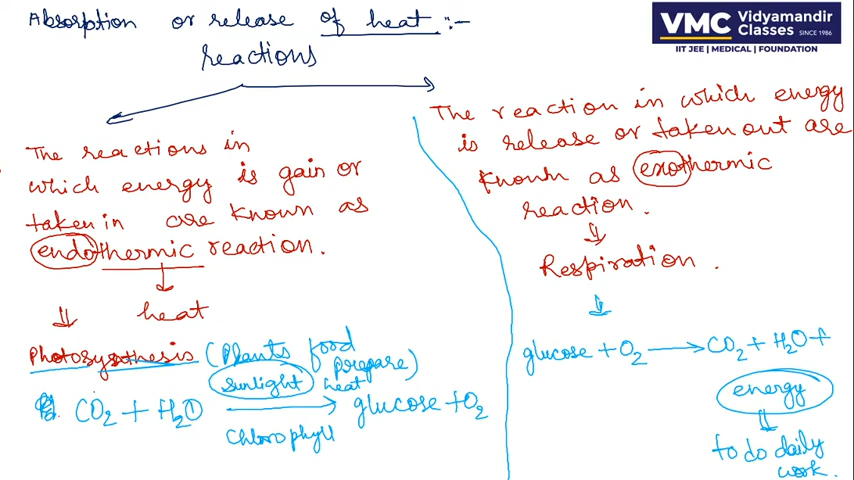 Absorption or release of heat :-
reactions
VMC Vidyamandir Classes SINCE 1986
IIT JEE | MEDICAL | FOUNDATION
The reactions in
which energy is gain or
taken in are known as
endothermic reaction.
heat
Photosynthesis (Plants food
prepare)
sunlight heat
CO2 + H2O → glucose + O2
Chlorophyll
The reaction in which energy
is release or taken out are
known as exothermic
reaction.
Respiration.
glucose + O2 → CO2 + H2O +
energy
to do daily
work.